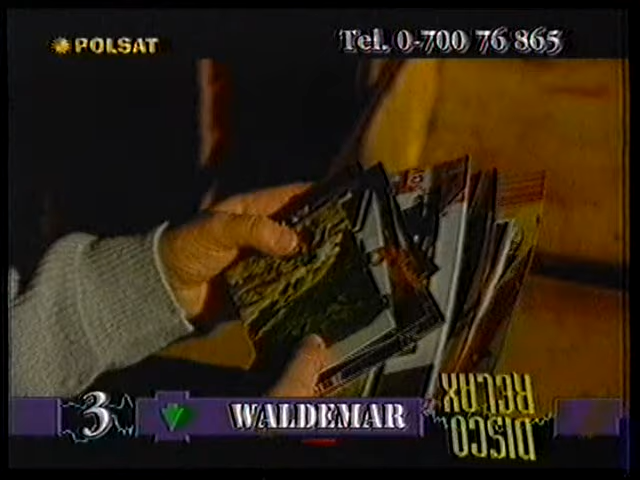 POLSAT
Tel. 0-700 76 865
3
WALDEMAR
DISCO
RELAX